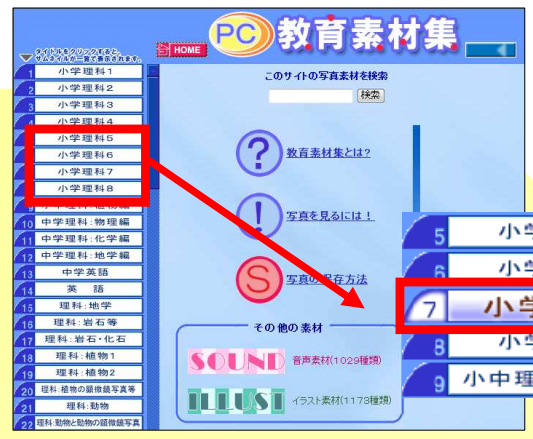 PC 教育素材集
HOME
タイトルをクリックすると、
サムネイルが一覧で表示されます。
1 小学理科1
2 小学理科2
3 小学理科3
4 小学理科4
5 小学理科5
6 小学理科6
7 小学理科7
8 小学理科8
10 中学理科:物理編
11 中学理科:化学編
12 中学理科:地学編
13 中学英語
14 英 語
15 理科:地学
16 理科:岩石等
17 理科:岩石・化石
18 理科:植物1
19 理科:植物2
20 理科:植物の顕微鏡写真等
21 理科:動物
22 理科:動物と動物の顕微鏡写真
このサイトの写真素材を検索
検索
? 教育素材集とは?
! 写真を見るには!
S 写真の保存方法
その他の素材
SOUND 音声素材(1029種類)
ILLUST イラスト素材(1173種類)
5 小学
6 小学
7 小学
8 小学
9 小中理